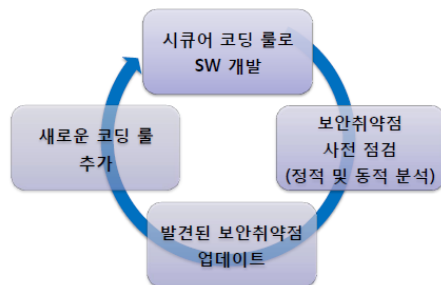 시큐어 코딩 룰로
SW 개발
보안취약점
사전 점검
(정적 및 동적 분석)
발견된 보안취약점
업데이트
새로운 코딩 룰
추가